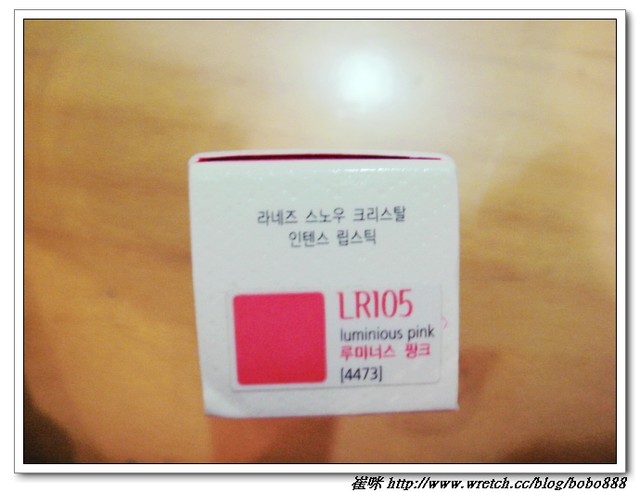 라네즈 스노우 크리스탈
인텐스 립스틱
LR105
luminious pink
루미너스 핑크
[4473]
崔咪 http://www.wretch.cc/blog/bobo888